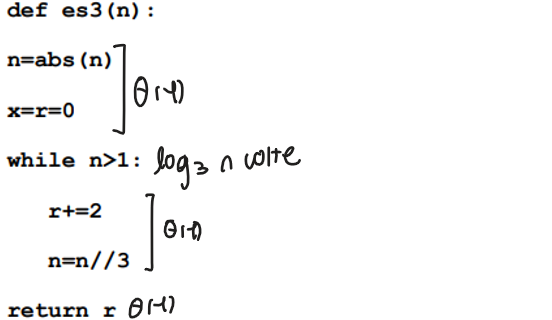 def es3(n):
n=abs(n)
θ(1)
x=r=0
while n>1: log₃ n volte
r+=2
θ(1)
n=n//3
return r θ(1)